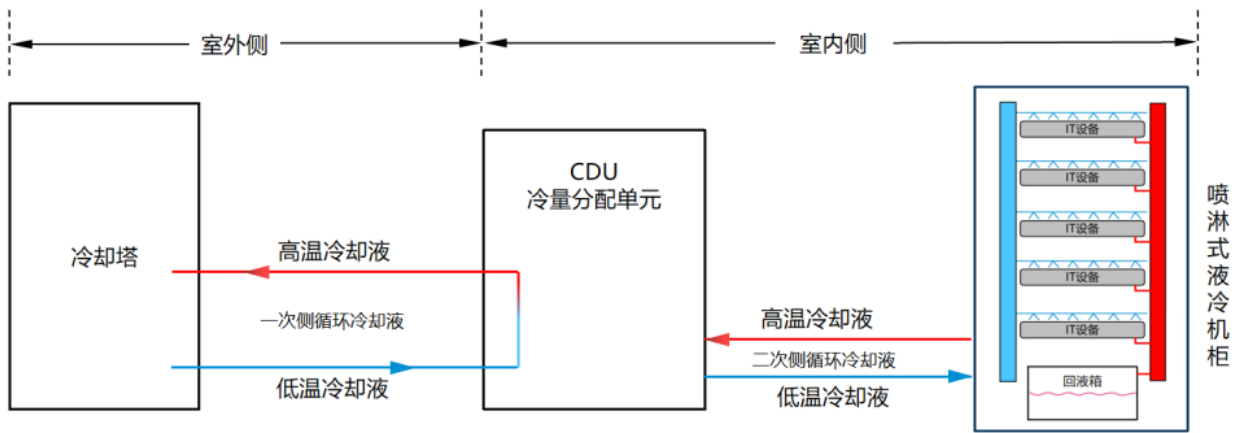 室外侧
室内侧
冷却塔
CDU
冷量分配单元
高温冷却液
一次侧循环冷却液
低温冷却液
高温冷却液
二次侧循环冷却液
低温冷却液
IT设备
IT设备
IT设备
IT设备
IT设备
回液箱
喷淋式液冷机柜